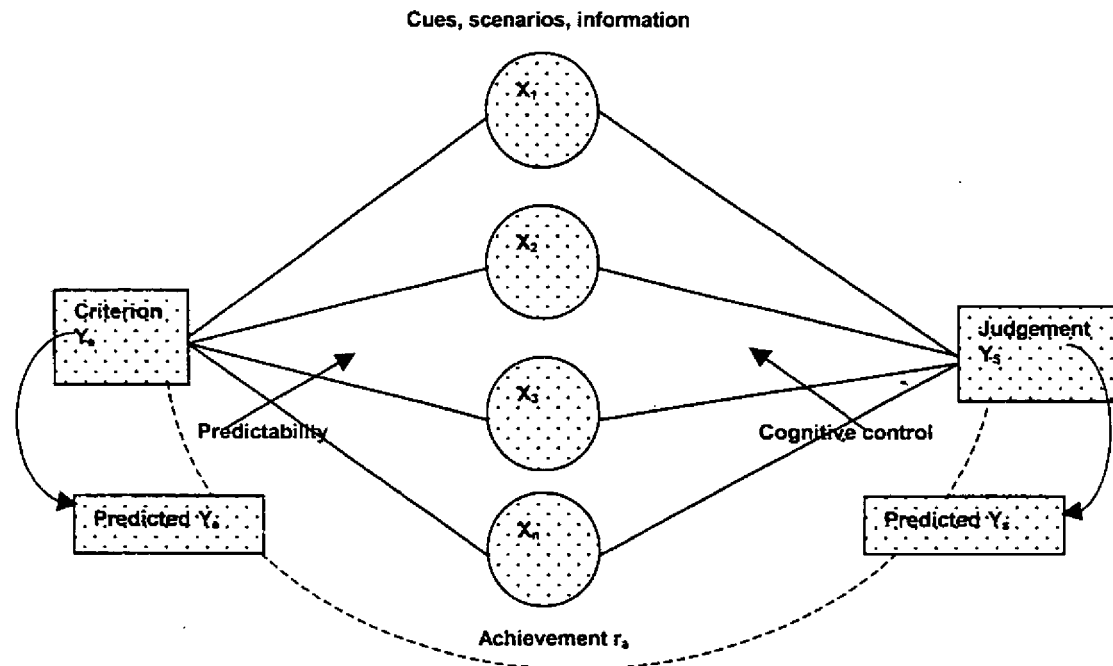 Cues, scenarios, information
X₁
X₂
Criterion
Yₑ
Judgement
Yₛ
X₃
Predictability
Cognitive control
Predicted Yₑ
Predicted Yₛ
Xₙ
Achievement rₐ